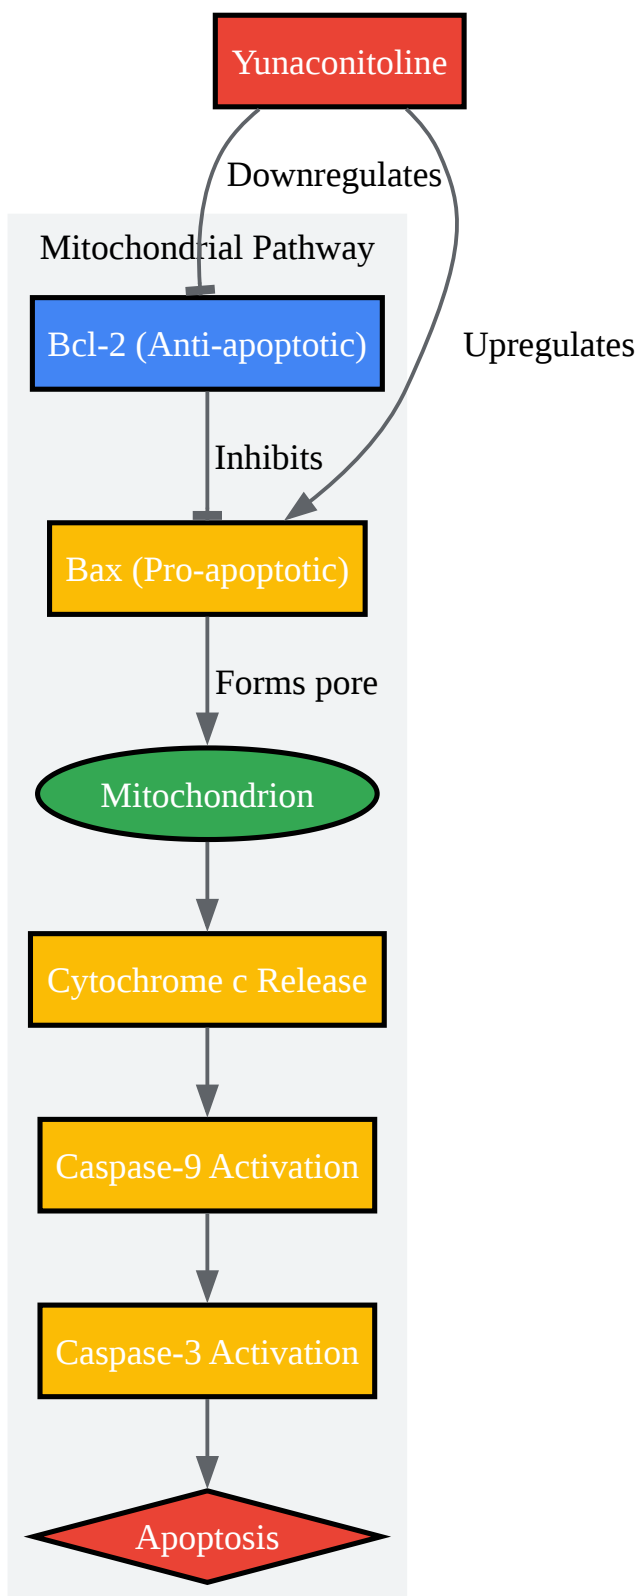 Yunaconitoline
Downregulates
Mitochondrial Pathway
Bcl-2 (Anti-apoptotic)
Upregulates
Inhibits
Bax (Pro-apoptotic)
Forms pore
Mitochondrion
Cytochrome c Release
Caspase-9 Activation
Caspase-3 Activation
Apoptosis